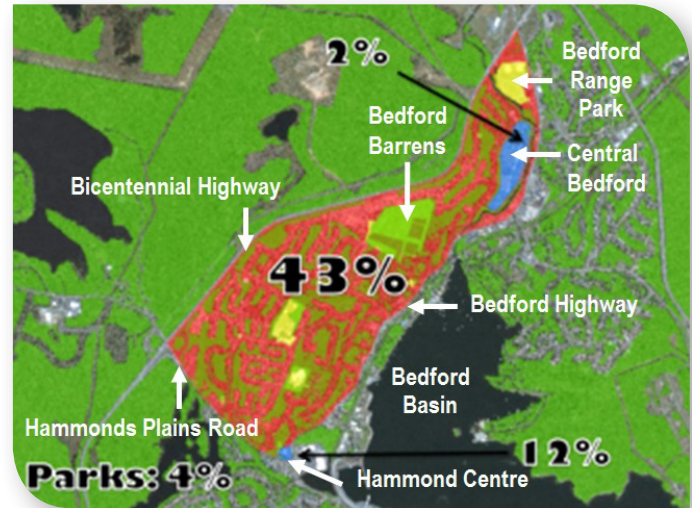 2%
Bedford
Range
Park
Bedford
Barrens
Central
Bedford
Bicentennial Highway
43%
Bedford Highway
Bedford
Basin
Hammonds Plains Road
12%
Parks: 4%
Hammond Centre